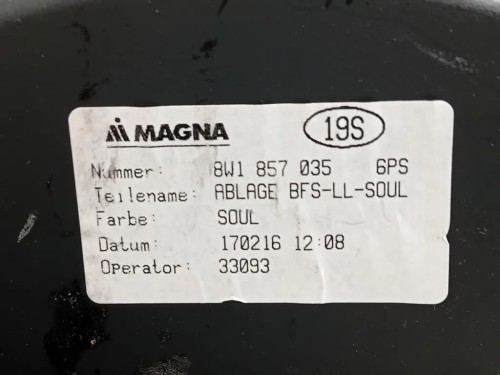 MAGNA 19S
Nummer: 8W1 857 035 6PS
Teilename: ABLAGE BFS-LL-SOUL
Farbe: SOUL
Datum: 170216 12:08
Operator: 33093